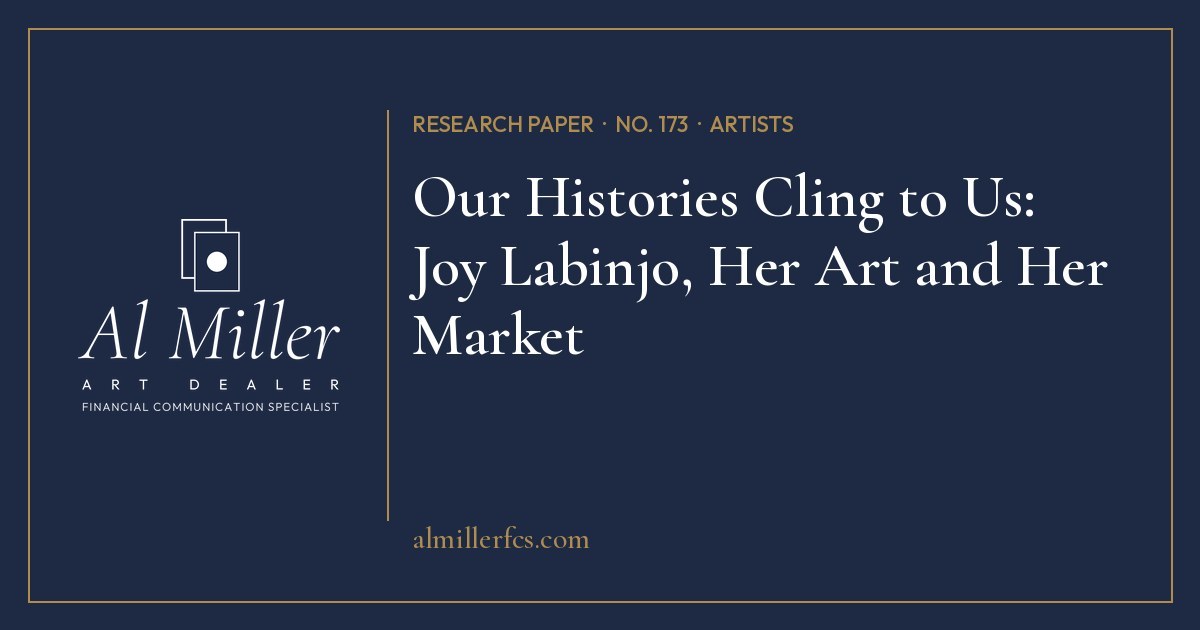 RESEARCH PAPER · NO. 173 · ARTISTS
Our Histories Cling to Us:
Joy Labinjo, Her Art and Her
Market
Al Miller
ART DEALER
FINANCIAL COMMUNICATION SPECIALIST
almillerfcs.com